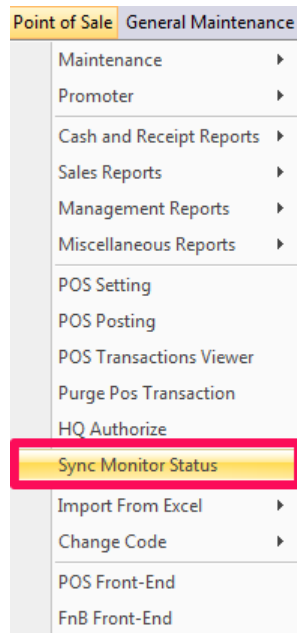 Point of Sale General Maintenance
Maintenance
Promoter
Cash and Receipt Reports
Sales Reports
Management Reports
Miscellaneous Reports
POS Setting
POS Posting
POS Transactions Viewer
Purge Pos Transaction
HQ Authorize
Sync Monitor Status
Import From Excel
Change Code
POS Front-End
FnB Front-End